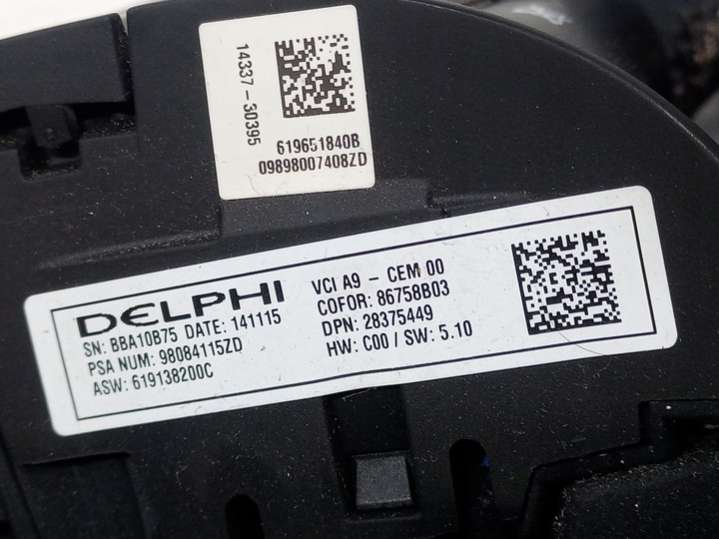 14337 - 30395
619651840B
09898007408ZD
DELPHI
SN: BBA10B75 DATE: 141115
PSA NUM: 98084115ZD
ASW: 619138200C
VCI A9 - CEM 00
COFOR: 86758B03
DPN: 28375449
HW: C00 / SW: 5.10